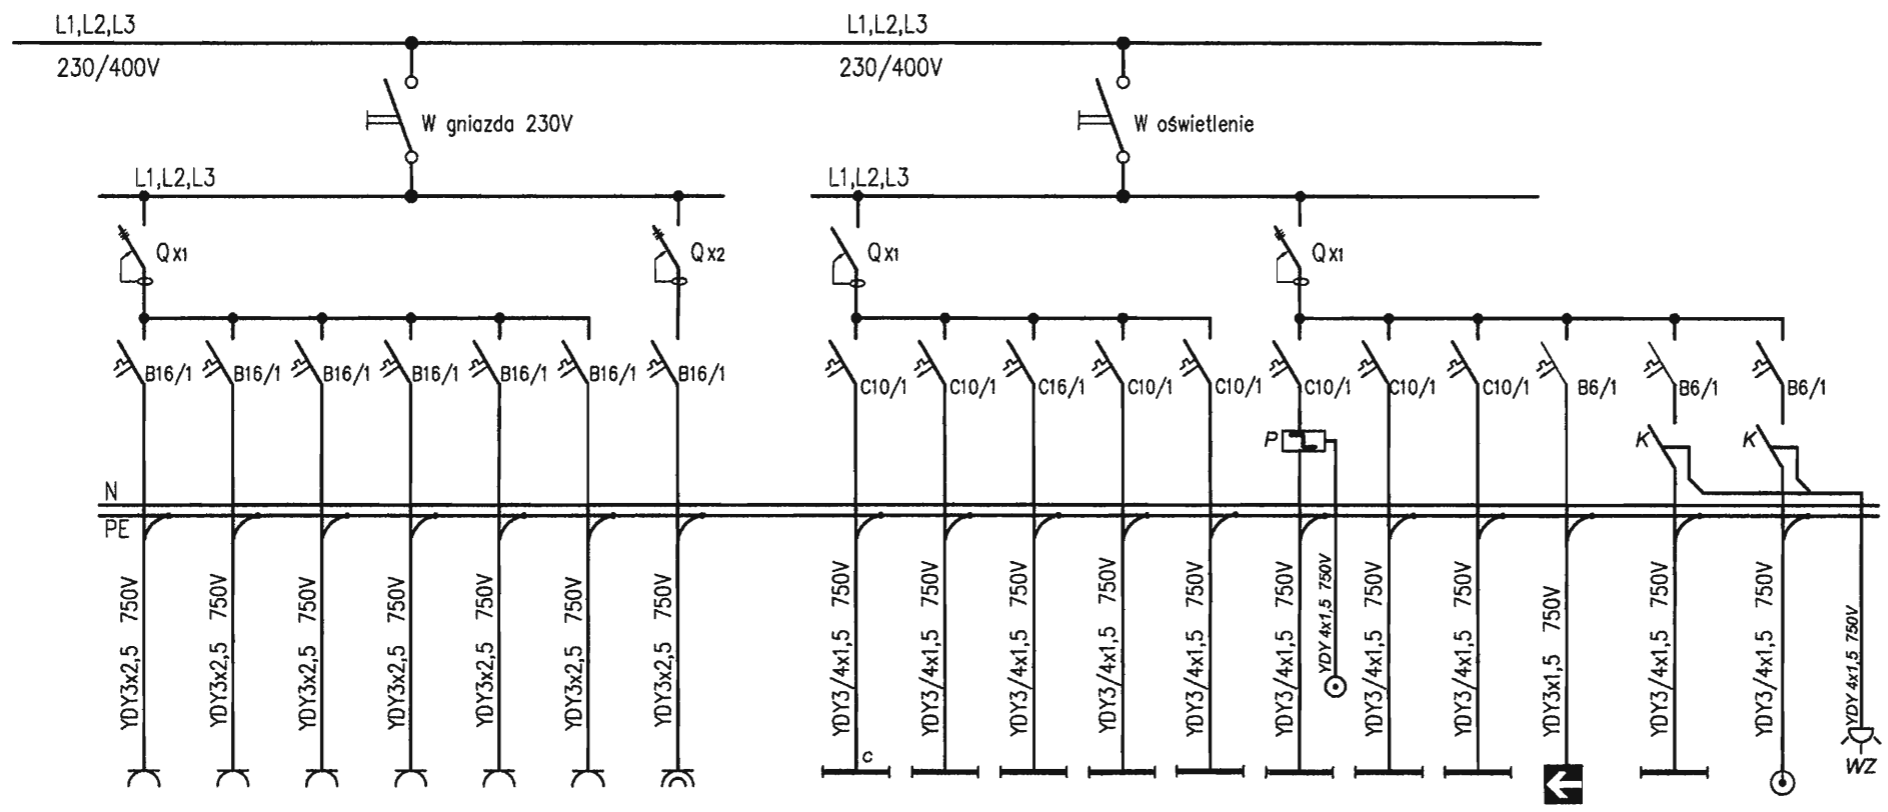 L1,L2,L3
L1,L2,L3
230/400V
230/400V
W gniazda 230V
W oświetlenie
L1,L2,L3
L1,L2,L3
Qx1
Qx2
Qx1
Qx1
B16/1
B16/1
B16/1
B16/1
B16/1
B16/1
B16/1
C10/1
C10/1
C16/1
C10/1
C10/1
C10/1
C10/1
C10/1
B6/1
B6/1
B6/1
P
K
K
N
PE
YDY3x2,5 750V
YDY3x2,5 750V
YDY3x2,5 750V
YDY3x2,5 750V
YDY3x2,5 750V
YDY3x2,5 750V
YDY3x2,5 750V
YDY3/4x1,5 750V
YDY3/4x1,5 750V
YDY3/4x1,5 750V
YDY3/4x1,5 750V
YDY3/4x1,5 750V
YDY3/4x1,5 750V
YDY 4x1,5 750V
YDY3/4x1,5 750V
YDY3/4x1,5 750V
YDY3x1,5 750V
YDY3/4x1,5 750V
YDY3/4x1,5 750V
YDY 4x1,5 750V
c
WZ